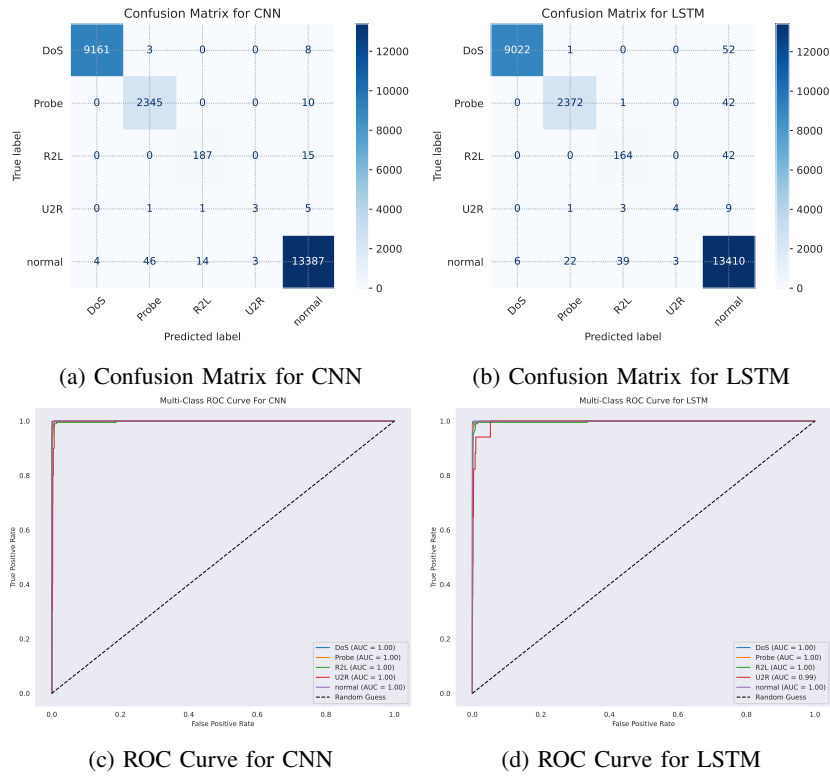 Confusion Matrix for CNN
True label
DoS 9161 3 0 0 8
Probe 0 2345 0 0 10
R2L 0 0 187 0 15
U2R 0 1 1 3 5
normal 4 46 14 3 13387
DoS Probe R2L U2R normal
Predicted label
12000
10000
8000
6000
4000
2000
0
(a) Confusion Matrix for CNN
Confusion Matrix for LSTM
True label
DoS 9022 1 0 0 52
Probe 0 2372 1 0 42
R2L 0 0 164 0 42
U2R 0 1 3 4 9
normal 6 22 39 3 13410
DoS Probe R2L U2R normal
Predicted label
12000
10000
8000
6000
4000
2000
0
(b) Confusion Matrix for LSTM
Multi-Class ROC Curve For CNN
True Positive Rate
1.0
0.8
0.6
0.4
0.2
0.0
DoS (AUC = 1.00)
Probe (AUC = 1.00)
R2L (AUC = 1.00)
U2R (AUC = 1.00)
normal (AUC = 1.00)
Random Guess
0.0 0.2 0.4 0.6 0.8 1.0
False Positive Rate
(c) ROC Curve for CNN
Multi-Class ROC Curve for LSTM
True Positive Rate
1.0
0.8
0.6
0.4
0.2
0.0
DoS (AUC = 1.00)
Probe (AUC = 1.00)
R2L (AUC = 1.00)
U2R (AUC = 0.99)
normal (AUC = 1.00)
Random Guess
0.0 0.2 0.4 0.6 0.8 1.0
False Positive Rate
(d) ROC Curve for LSTM